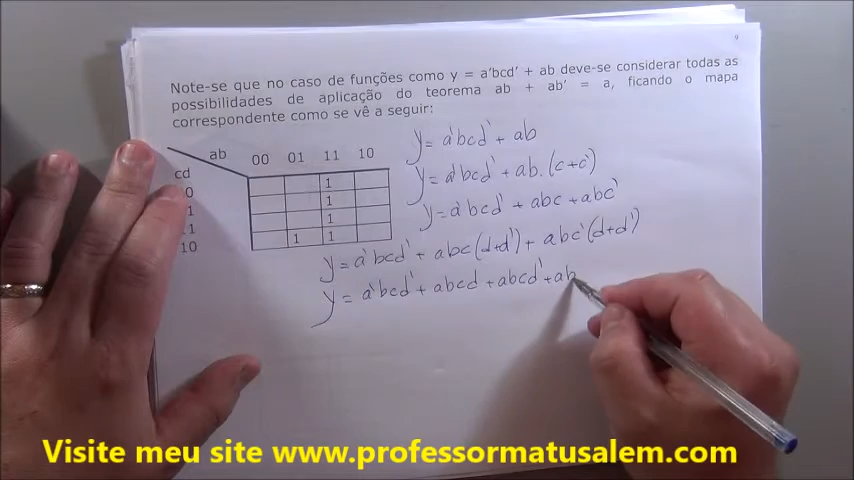 9
Note-se que no caso de funções como y = a'bcd' + ab deve-se considerar todas as
possibilidades de aplicação do teorema ab + ab' = a, ficando o mapa
correspondente como se vê a seguir:
ab 00 01 11 10
cd
0 1
1 1
1 1
10 1 1
y = a'bcd' + ab
y = a'bcd' + ab.(c+c')
y = a'bcd' + abc + abc'
y = a'bcd' + abc(d+d') + abc'(d+d')
y = a'bcd' + abcd + abcd' + ab
Visite meu site www.professormatusalem.com